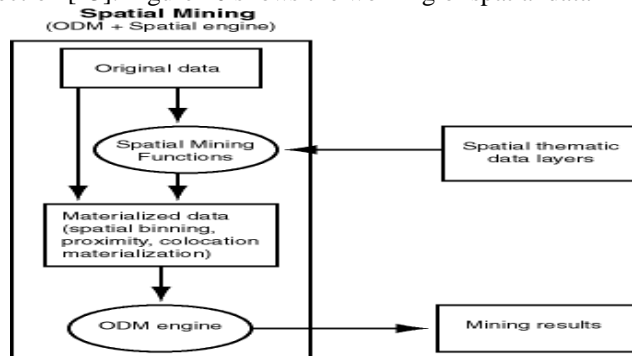 Spatial Mining
(ODM + Spatial engine)
Original data
Spatial Mining
Functions
Spatial thematic
data layers
Materialized data
(spatial binning,
proximity, colocation
materialization)
ODM engine
Mining results